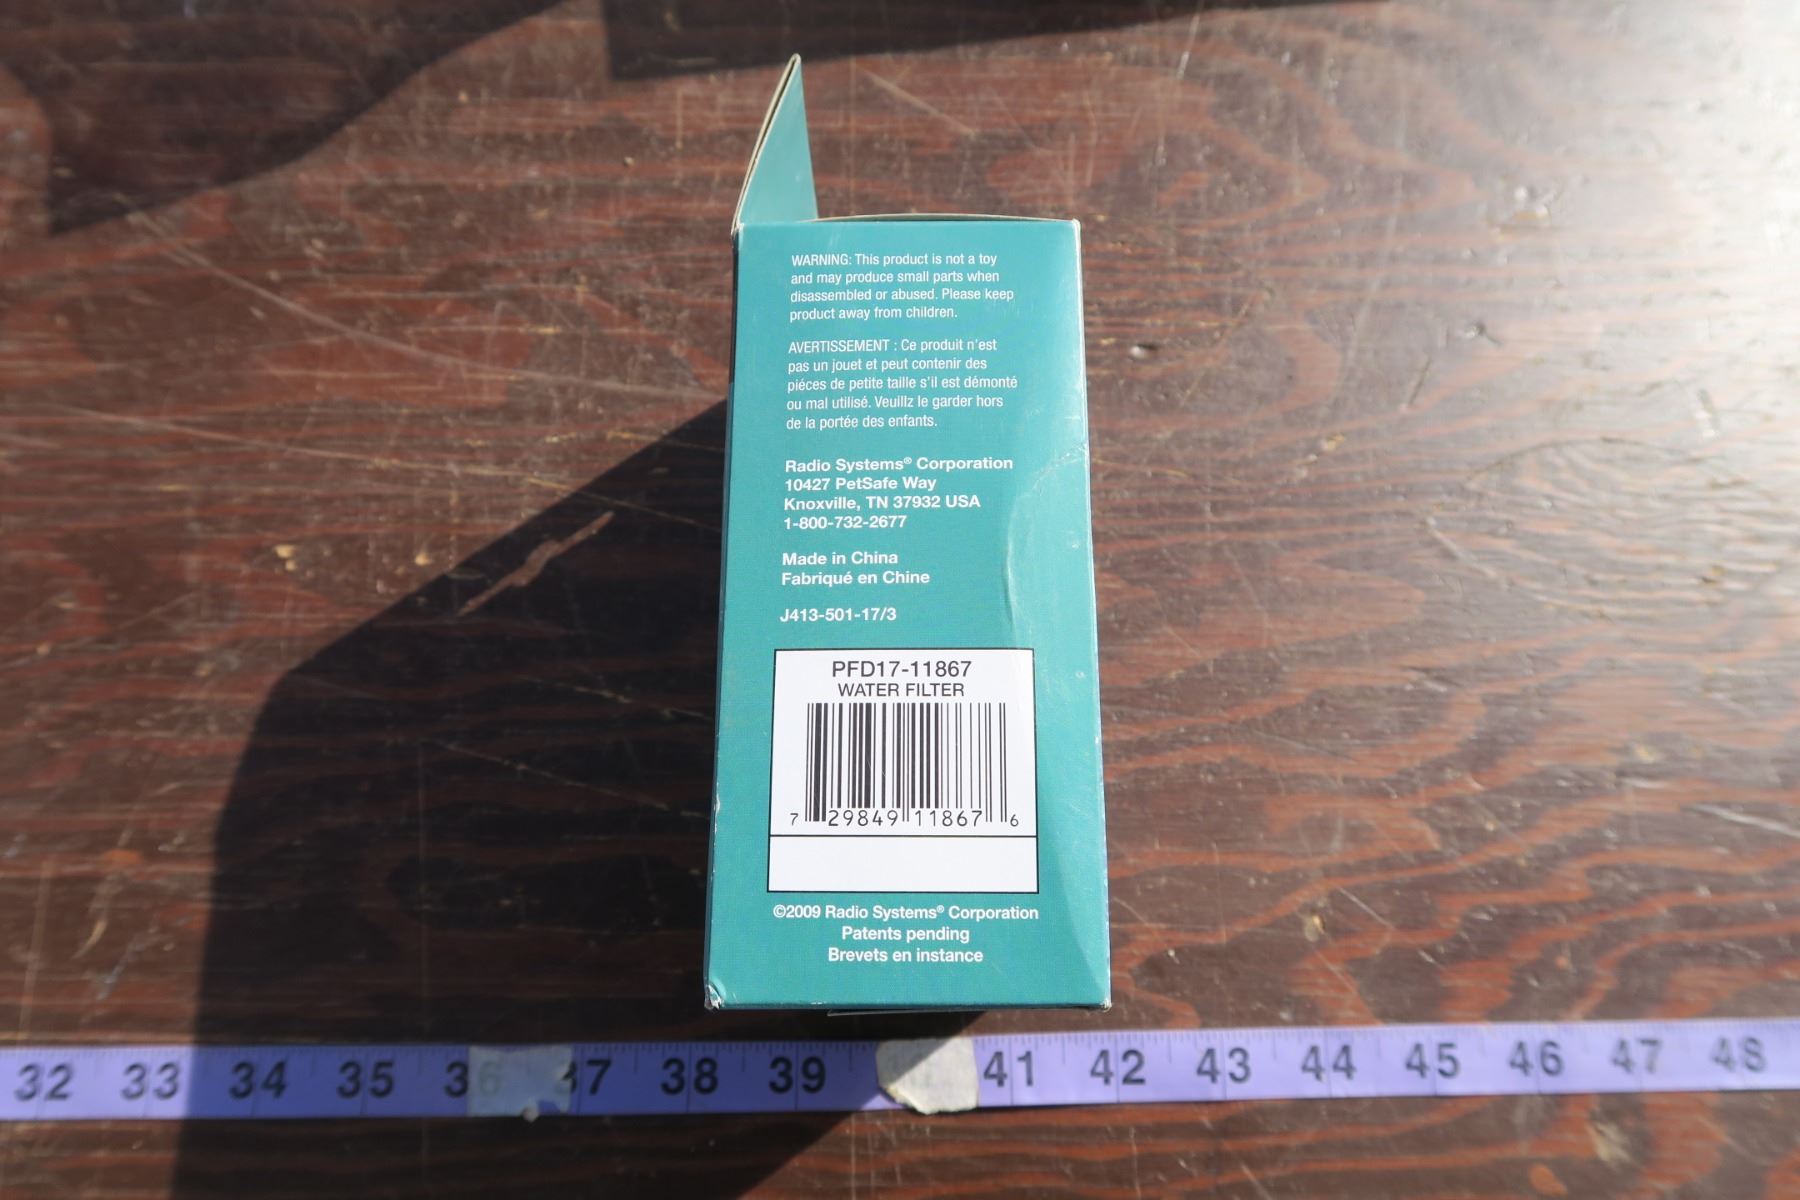 WARNING: This product is not a toy
and may produce small parts when
disassembled or abused. Please keep
product away from children.
AVERTISSEMENT : Ce produit n'est
pas un jouet et peut contenir des
piéces de petite taille s'il est démonté
ou mal utilisé. Veuillz le garder hors
de la portée des enfants.
Radio Systems® Corporation
10427 PetSafe Way
Knoxville, TN 37932 USA
1-800-732-2677
Made in China
Fabriqué en Chine
J413-501-17/3
PFD17-11867
WATER FILTER
7 29849 11867 6
©2009 Radio Systems® Corporation
Patents pending
Brevets en instance
32 33 34 35 36 37 38 39 41 42 43 44 45 46 47 48